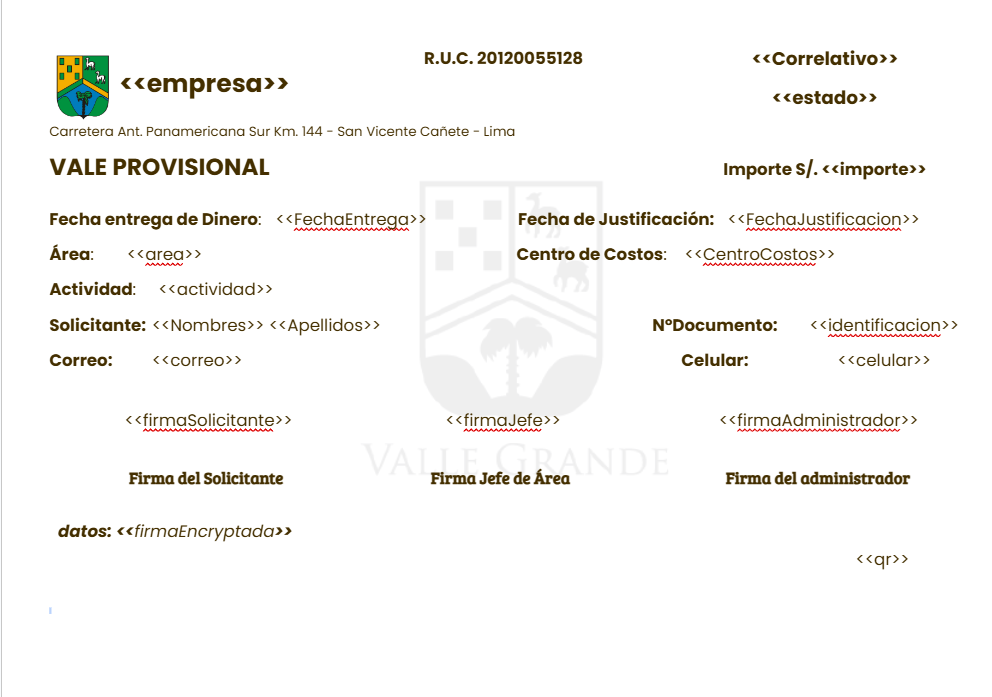 R.U.C. 20120055128 <<Correlativo>>
<<empresa>>
<<estado>>
Carretera Ant. Panamericana Sur Km. 144 - San Vicente Cañete - Lima
VALE PROVISIONAL Importe S/. <<importe>>
Fecha entrega de Dinero: <<FechaEntrega>> Fecha de Justificación: <<FechaJustificacion>>
Área: <<area>> Centro de Costos: <<CentroCostos>>
Actividad: <<actividad>>
Solicitante: <<Nombres>> <<Apellidos>> NºDocumento: <<identificacion>>
Correo: <<correo>> Celular: <<celular>>
<<firmaSolicitante>> <<firmaJefe>> <<firmaAdministrador>>
VALLE GRANDE
Firma del Solicitante Firma Jefe de Área Firma del administrador
datos: <<firmaEncryptada>>
<<qr>>